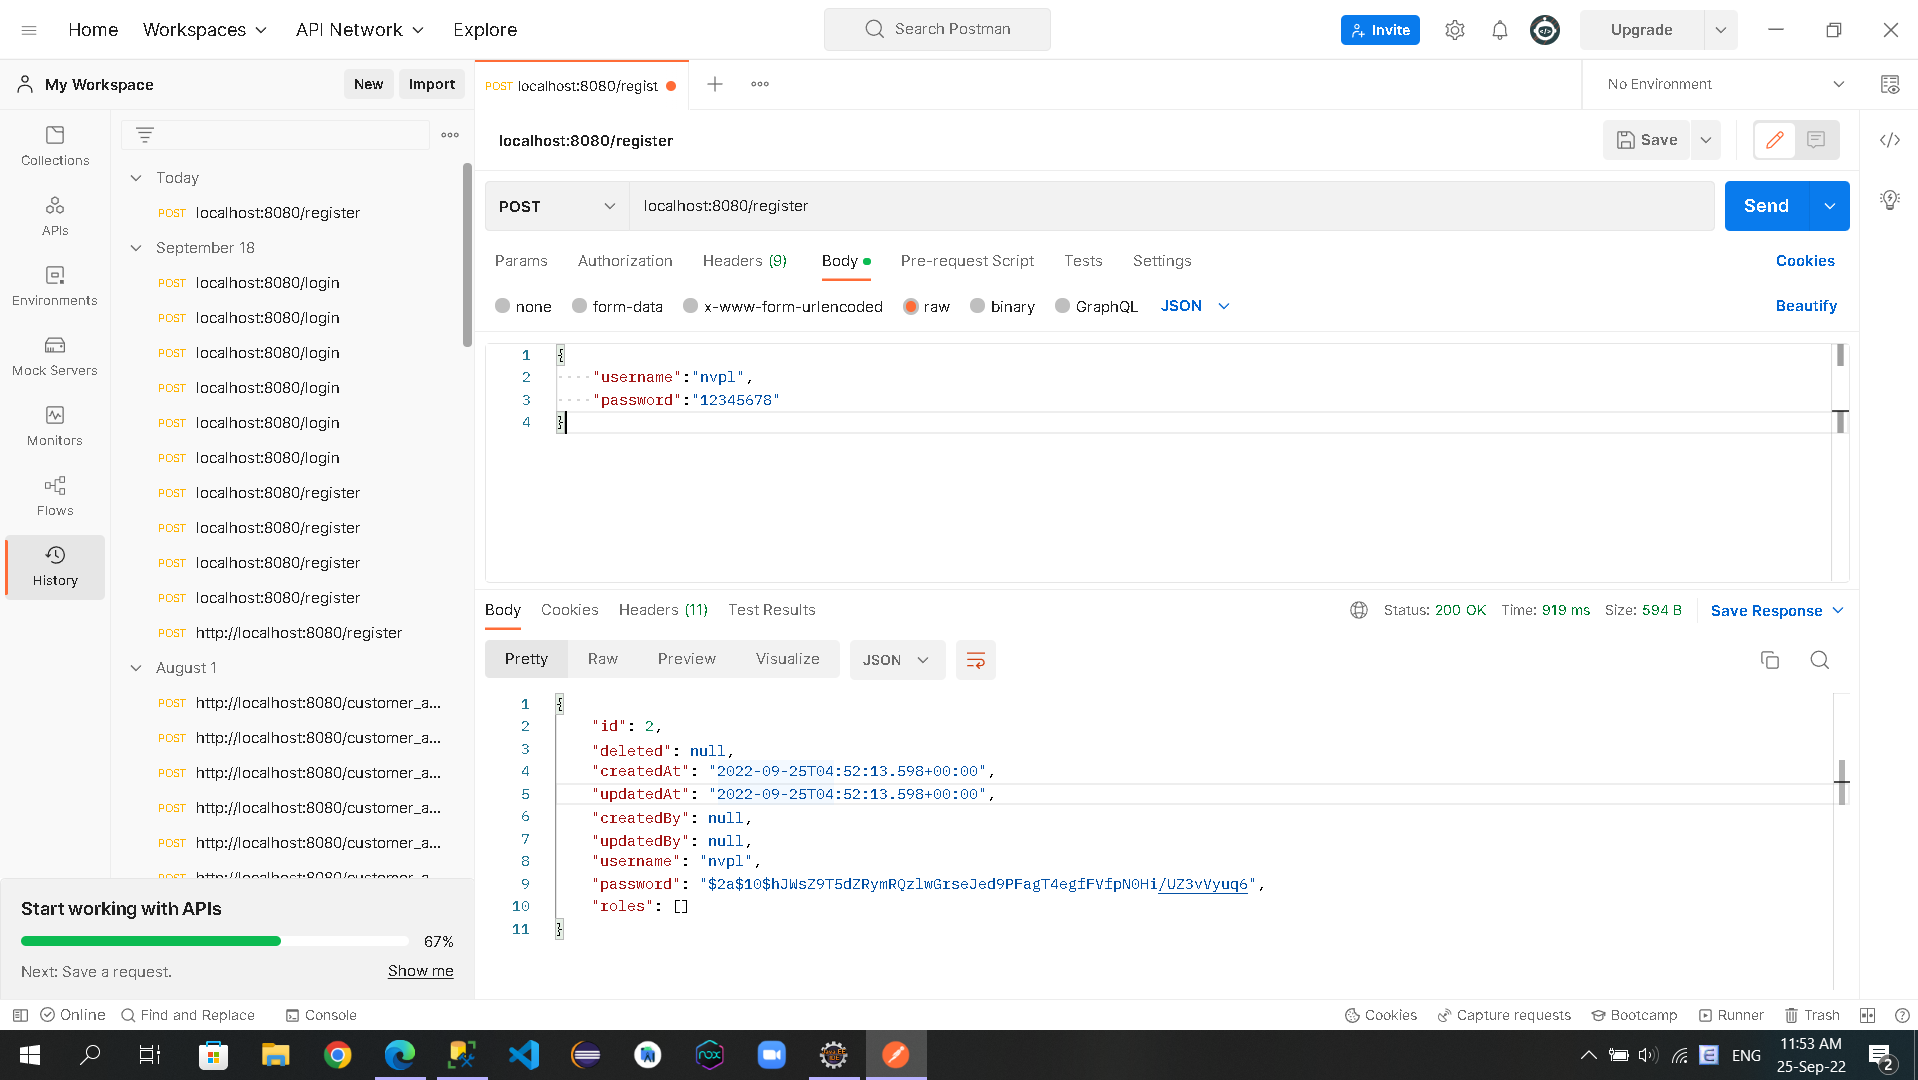 Home Workspaces API Network Explore Search Postman Invite Upgrade
My Workspace New Import POST localhost:8080/regist No Environment
localhost:8080/register Save
Collections
APIs
Environments
Mock Servers
Monitors
Flows
History
Today
POST localhost:8080/register
September 18
POST localhost:8080/login
POST localhost:8080/login
POST localhost:8080/login
POST localhost:8080/login
POST localhost:8080/login
POST localhost:8080/login
POST localhost:8080/register
POST localhost:8080/register
POST localhost:8080/register
POST localhost:8080/register
POST http://localhost:8080/register
August 1
POST http://localhost:8080/customer_a...
POST http://localhost:8080/customer_a...
POST http://localhost:8080/customer_a...
POST http://localhost:8080/customer_a...
POST http://localhost:8080/customer_a...
POST http://localhost:8080/customer_a...
Start working with APIs
67%
Next: Save a request. Show me
POST localhost:8080/register Send
Params Authorization Headers (9) Body Pre-request Script Tests Settings Cookies
none form-data x-www-form-urlencoded raw binary GraphQL JSON Beautify
1 {
2 "username":"nvpl",
3 "password":"12345678"
4 }
Body Cookies Headers (11) Test Results Status: 200 OK Time: 919 ms Size: 594 B Save Response
Pretty Raw Preview Visualize JSON
1 {
2 "id": 2,
3 "deleted": null,
4 "createdAt": "2022-09-25T04:52:13.598+00:00",
5 "updatedAt": "2022-09-25T04:52:13.598+00:00",
6 "createdBy": null,
7 "updatedBy": null,
8 "username": "nvpl",
9 "password": "$2a$10$hJWsZ9T5dZRymRQzlwGrseJed9PFagT4egfFVfpN0Hi/UZ3vVyuq6",
10 "roles": []
11 }
Online Find and Replace Console Cookies Capture requests Bootcamp Runner Trash
ENG 11:53 AM
25-Sep-22 2